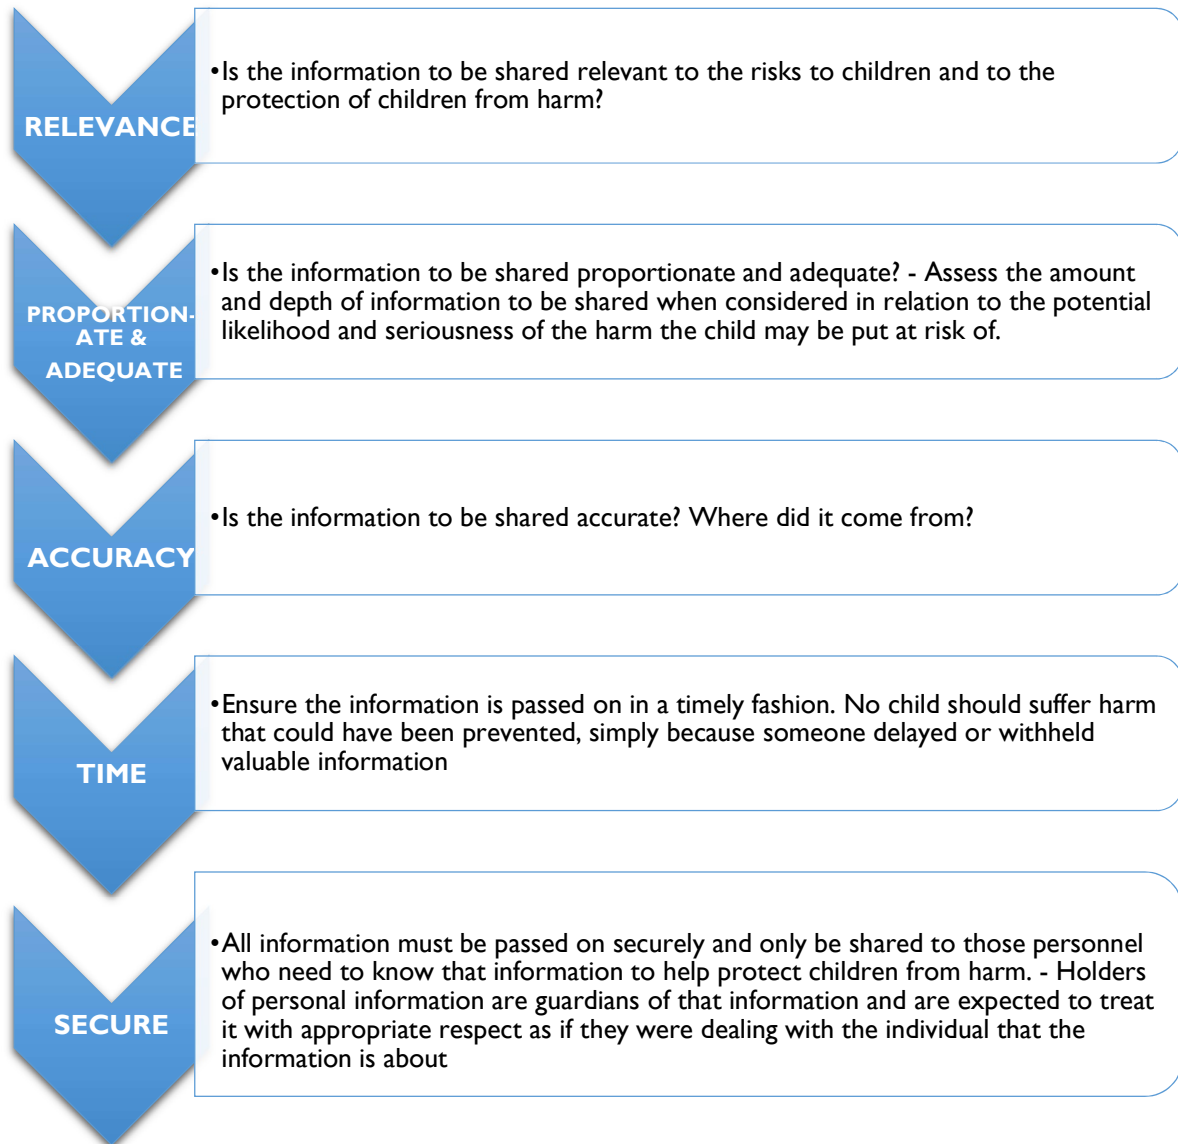 RELEVANCE
•Is the information to be shared relevant to the risks to children and to the
protection of children from harm?
PROPORTION-
ATE &
ADEQUATE
•Is the information to be shared proportionate and adequate? - Assess the amount
and depth of information to be shared when considered in relation to the potential
likelihood and seriousness of the harm the child may be put at risk of.
ACCURACY
•Is the information to be shared accurate? Where did it come from?
TIME
•Ensure the information is passed on in a timely fashion. No child should suffer harm
that could have been prevented, simply because someone delayed or withheld
valuable information
SECURE
•All information must be passed on securely and only be shared to those personnel
who need to know that information to help protect children from harm. - Holders
of personal information are guardians of that information and are expected to treat
it with appropriate respect as if they were dealing with the individual that the
information is about